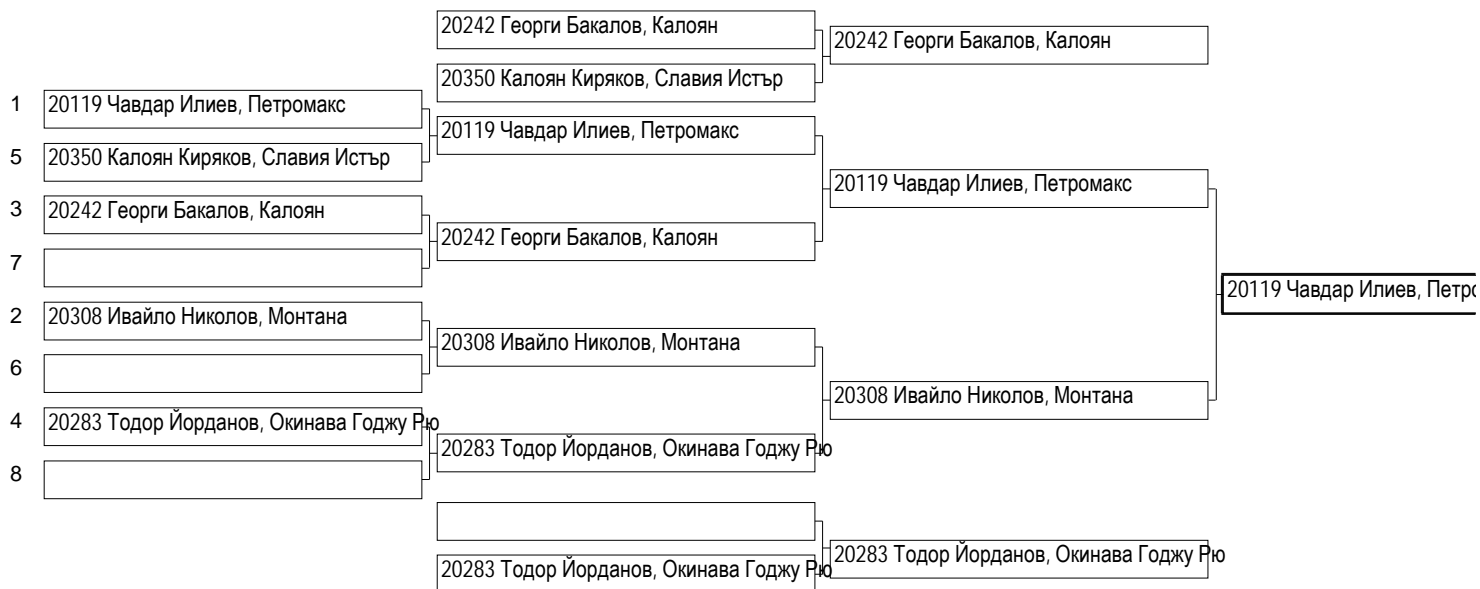 20242 Георги Бакалов, Калоян
20242 Георги Бакалов, Калоян
20350 Калоян Киряков, Славия Истър
1 20119 Чавдар Илиев, Петромакс
20119 Чавдар Илиев, Петромакс
5 20350 Калоян Киряков, Славия Истър
20119 Чавдар Илиев, Петромакс
3 20242 Георги Бакалов, Калоян
20242 Георги Бакалов, Калоян
7
20119 Чавдар Илиев, Петро
2 20308 Ивайло Николов, Монтана
20308 Ивайло Николов, Монтана
6
20308 Ивайло Николов, Монтана
4 20283 Тодор Йорданов, Окинава Годжу Рю
20283 Тодор Йорданов, Окинава Годжу Рю
8
20283 Тодор Йорданов, Окинава Годжу Рю
20283 Тодор Йорданов, Окинава Годжу Рю